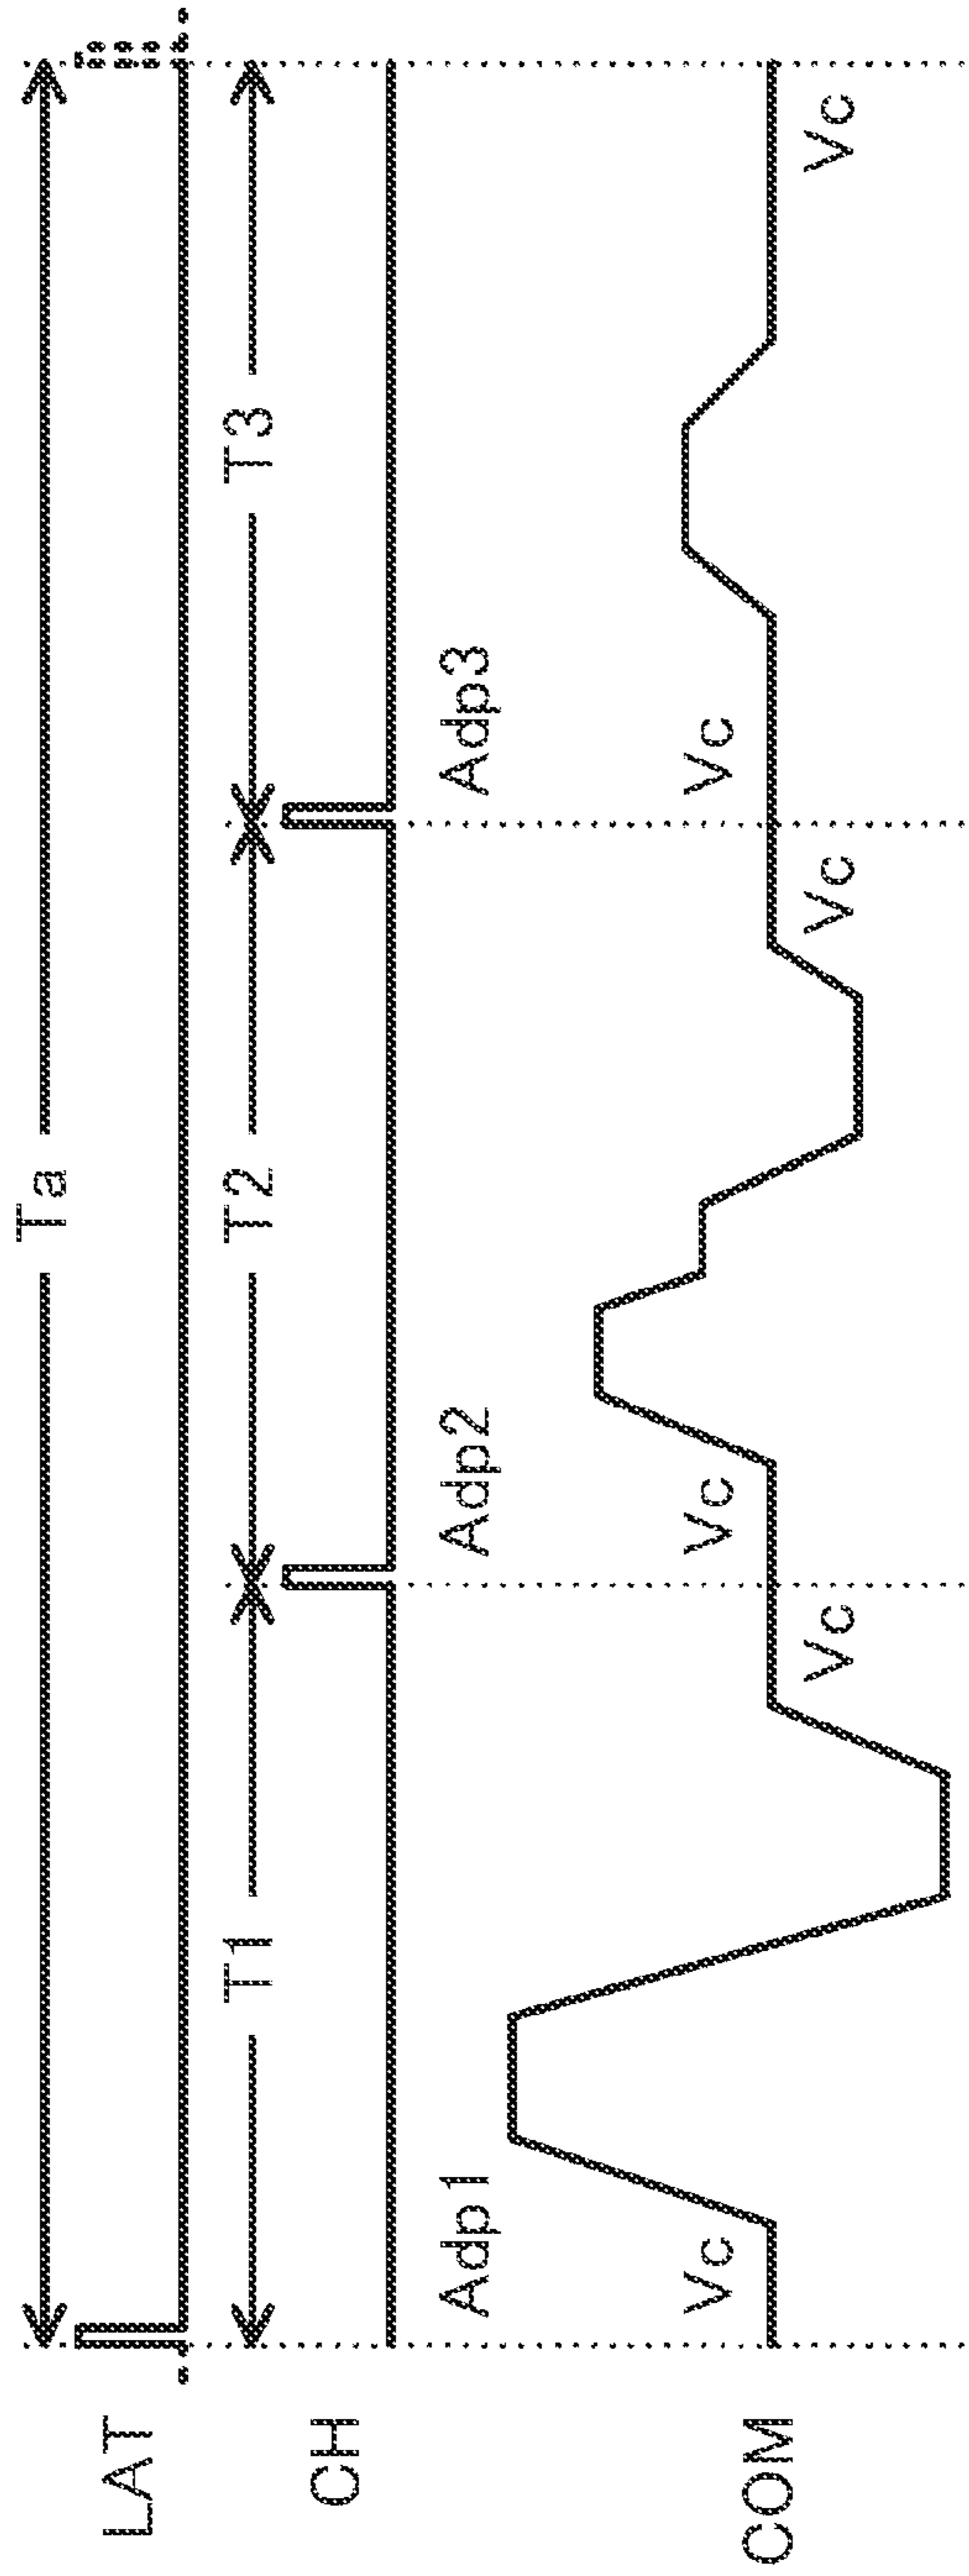 Ta
LAT
T1 T2 T3
CH
Adp1 Adp2 Adp3
Vc Vc Vc
COM
Vc Vc Vc